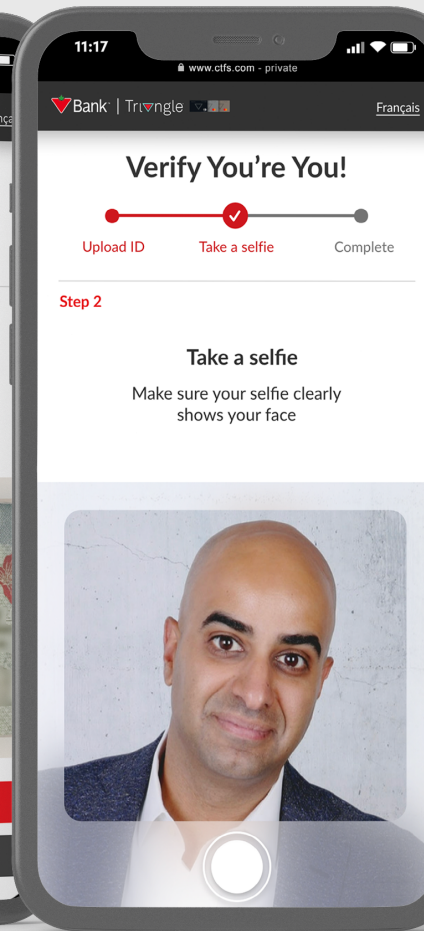 11:17
www.ctfs.com - private
Bank | Triangle
Français
Verify You're You!
Upload ID
Take a selfie
Complete
Step 2
Take a selfie
Make sure your selfie clearly
shows your face